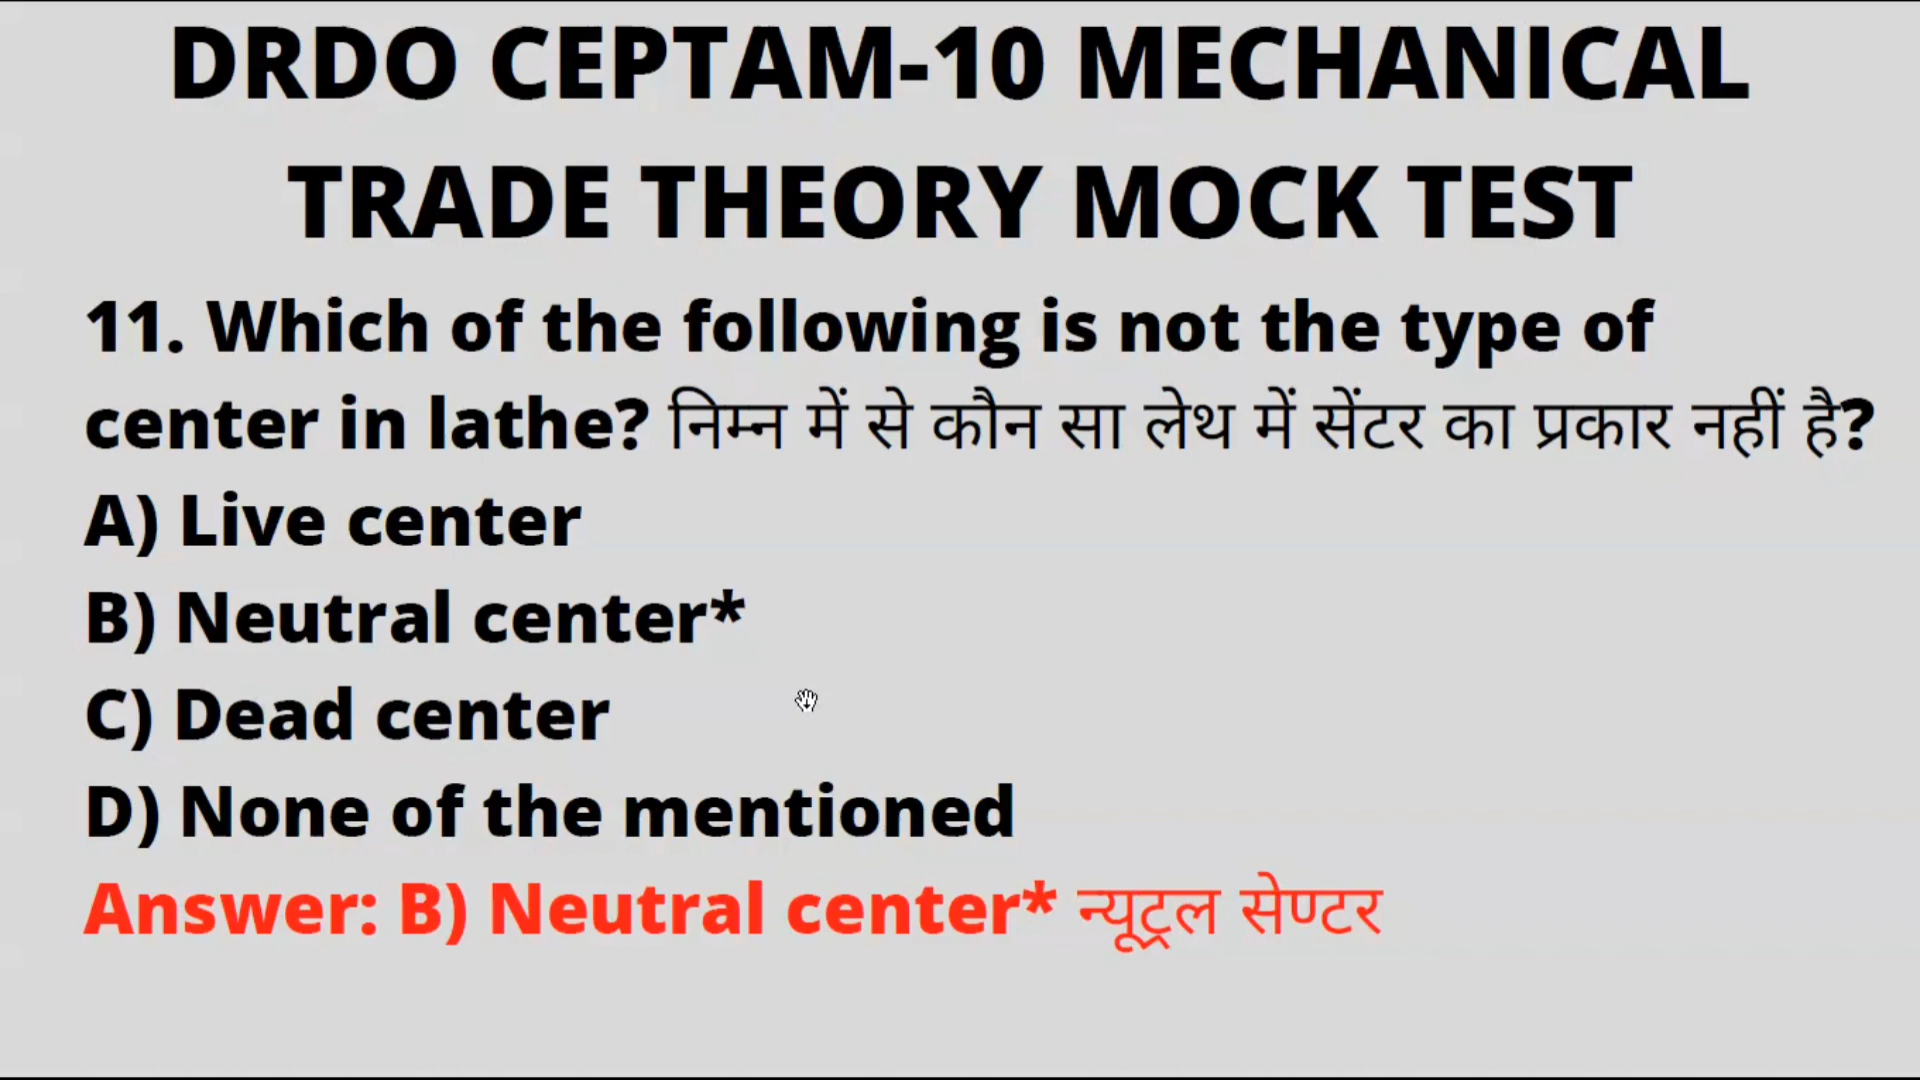 DRDO CEPTAM-10 MECHANICAL
TRADE THEORY MOCK TEST
11. Which of the following is not the type of
center in lathe? निम्न में से कौन सा लेथ में सेंटर का प्रकार नहीं है?
A) Live center
B) Neutral center*
C) Dead center
D) None of the mentioned
Answer: B) Neutral center* न्यूट्रल सेण्टर